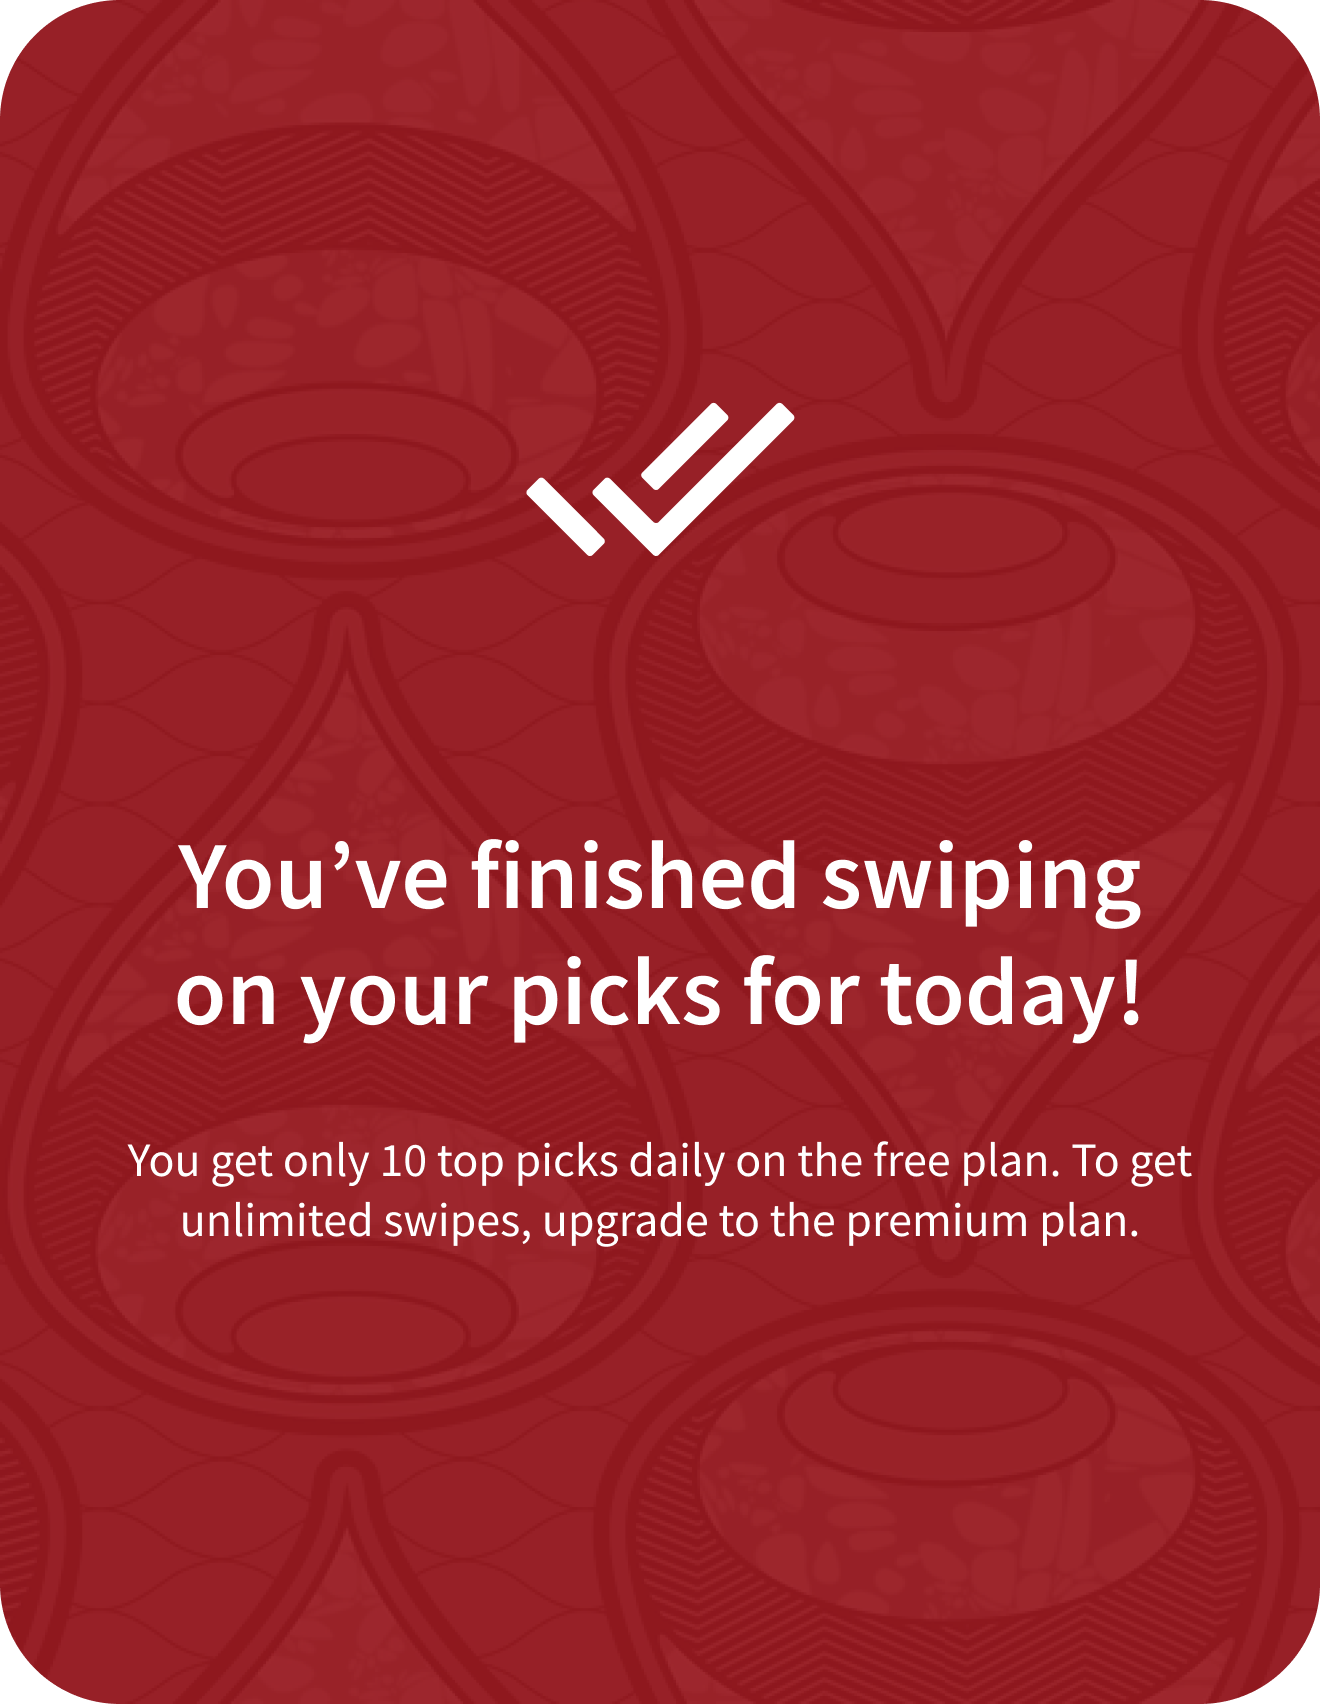 You’ve finished swiping
on your picks for today!
You get only 10 top picks daily on the free plan. To get
unlimited swipes, upgrade to the premium plan.